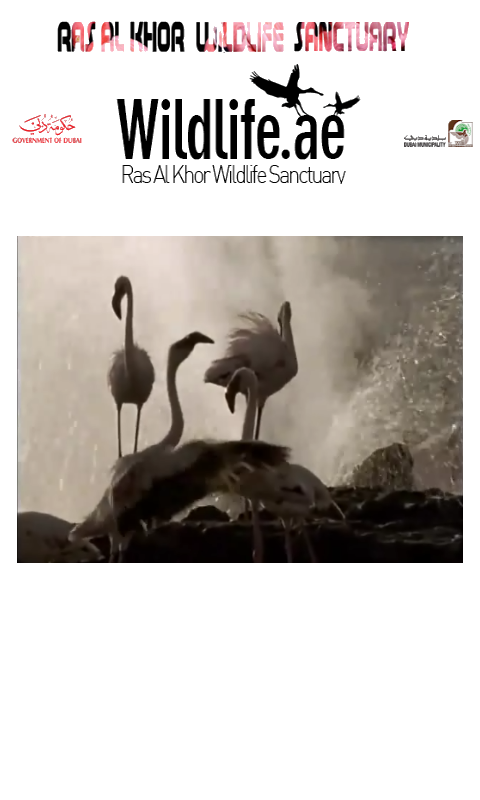 RAS AL KHOR WILDLIFE SANCTUARY
Wildlife.ae
Ras Al Khor Wildlife Sanctuary
حكومة دبي
GOVERNMENT OF DUBAI
بلدية دبي
DUBAI MUNICIPALITY